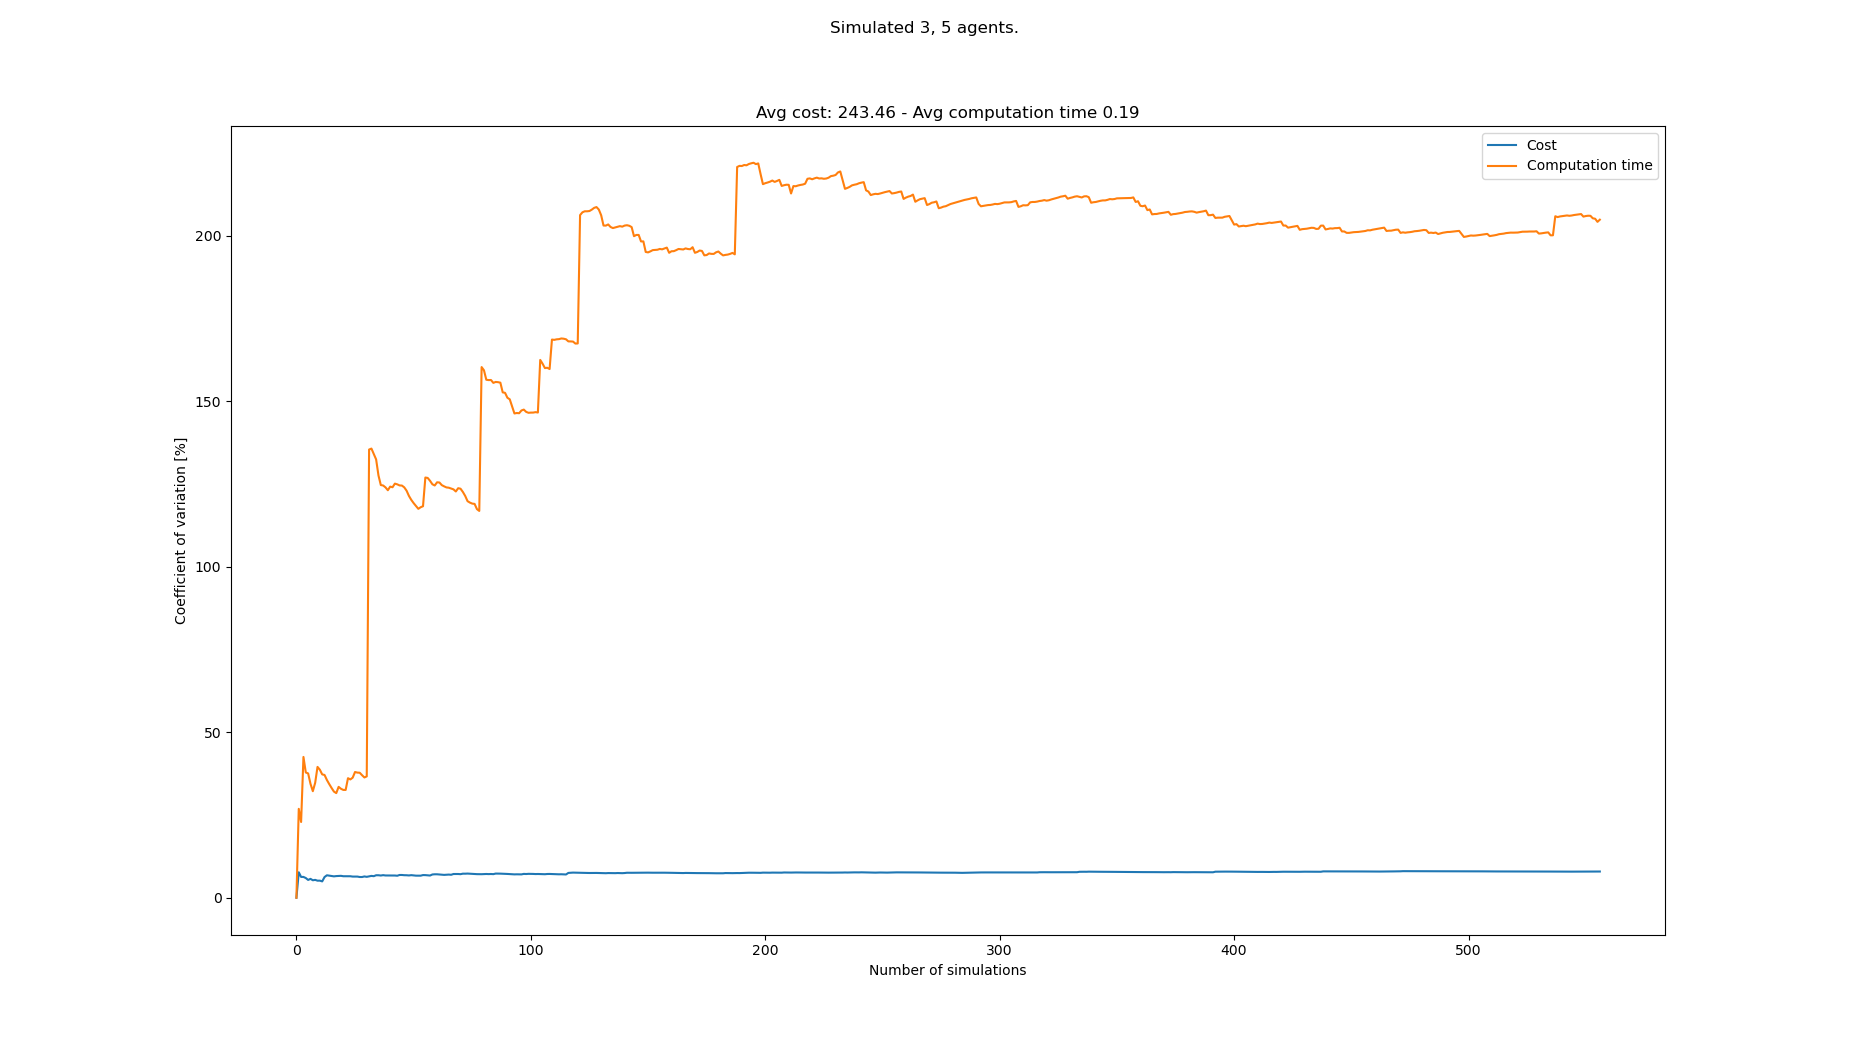 Simulated 3, 5 agents.
Avg cost: 243.46 - Avg computation time 0.19
Cost
Computation time
Coefficient of variation [%]
200
150
100
50
0
0 100 200 300 400 500
Number of simulations